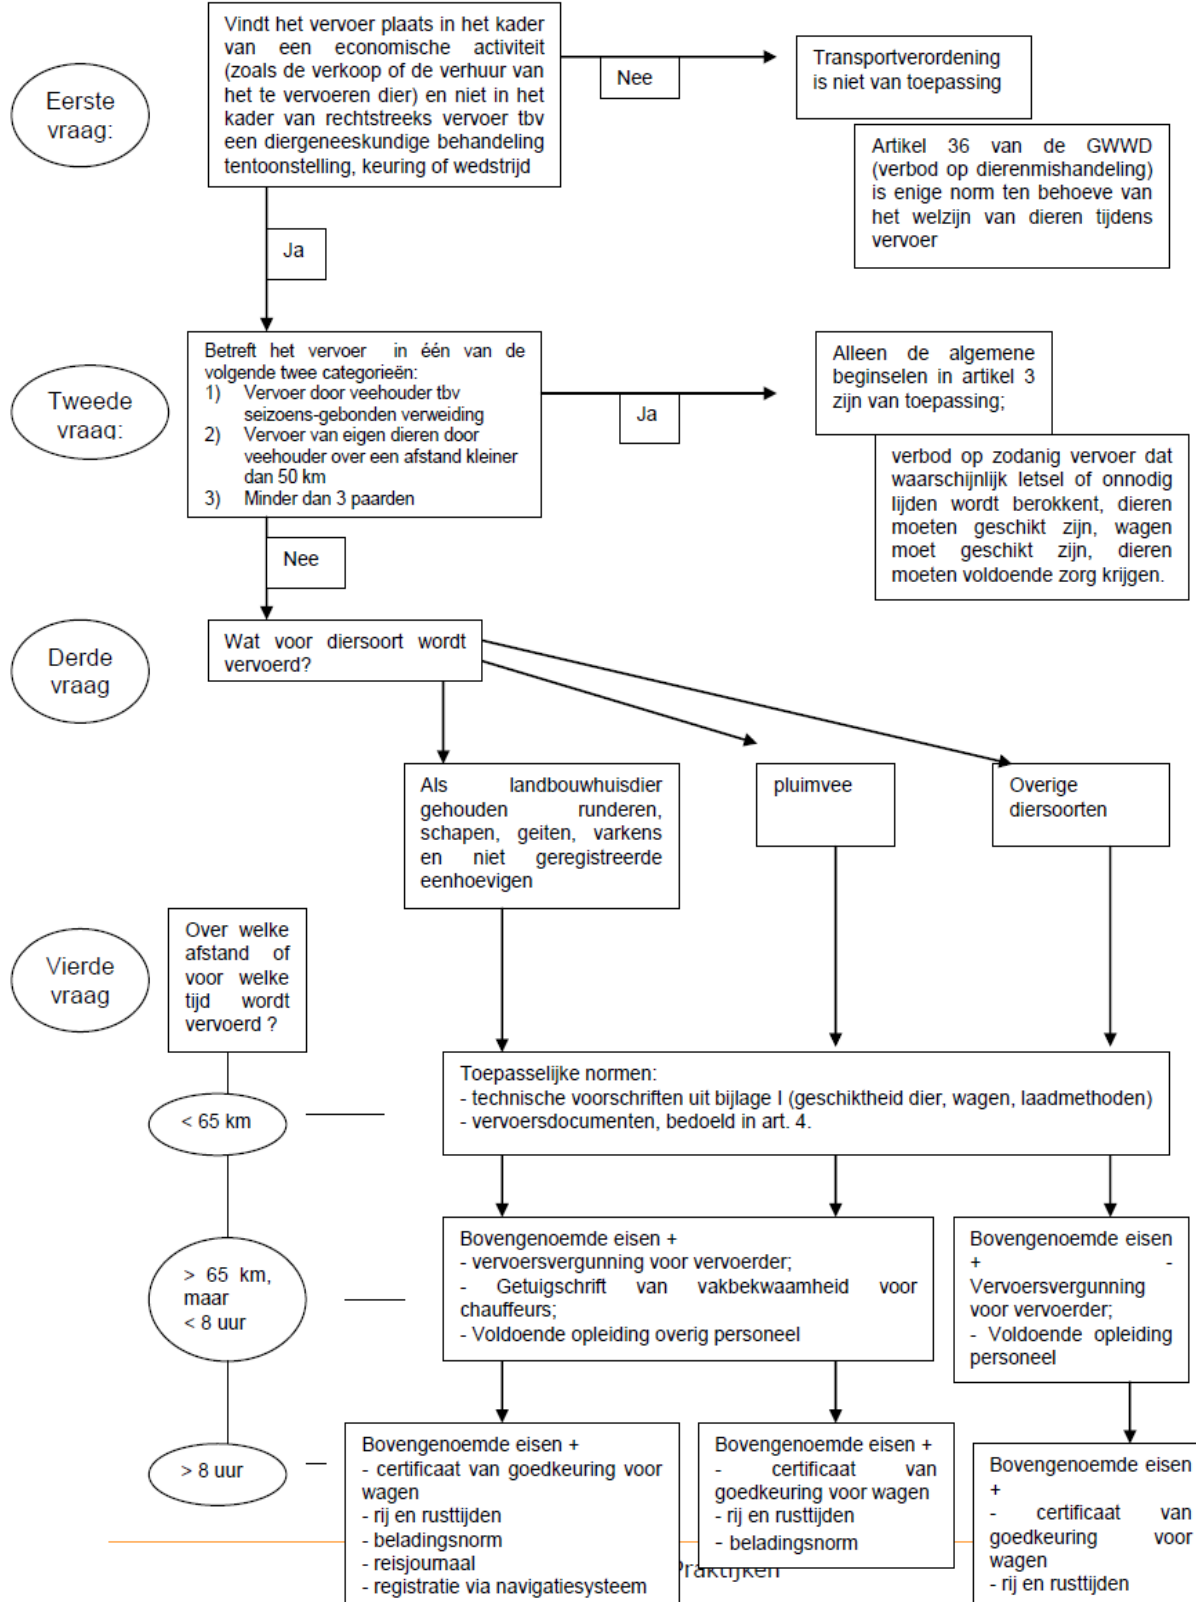 Eerste
vraag:
Vindt het vervoer plaats in het kader
van een economische activiteit
(zoals de verkoop of de verhuur van
het te vervoeren dier) en niet in het
kader van rechtstreeks vervoer tbv
een diergeneeskundige behandeling
tentoonstelling, keuring of wedstrijd
Nee
Transportverordening
is niet van toepassing
Artikel 36 van de GWWD
(verbod op dierenmishandeling)
is enige norm ten behoeve van
het welzijn van dieren tijdens
vervoer
Ja
Tweede
vraag:
Betreft het vervoer in één van de
volgende twee categorieën:
1) Vervoer door veehouder tbv
seizoens-gebonden verweiding
2) Vervoer van eigen dieren door
veehouder over een afstand kleiner
dan 50 km
3) Minder dan 3 paarden
Ja
Alleen de algemene
beginselen in artikel 3
zijn van toepassing;
verbod op zodanig vervoer dat
waarschijnlijk letsel of onnodig
lijden wordt berokkent, dieren
moeten geschikt zijn, wagen
moet geschikt zijn, dieren
moeten voldoende zorg krijgen.
Nee
Derde
vraag
Wat voor diersoort wordt
vervoerd?
Als landbouwhuisdier
gehouden runderen,
schapen, geiten, varkens
en niet geregistreerde
eenhoevigen
pluimvee
Overige
diersoorten
Vierde
vraag
Over welke
afstand of
voor welke
tijd wordt
vervoerd ?
< 65 km
Toepasselijke normen:
- technische voorschriften uit bijlage I (geschiktheid dier, wagen, laadmethoden)
- vervoersdocumenten, bedoeld in art. 4.
> 65 km,
maar
< 8 uur
Bovengenoemde eisen +
- vervoersvergunning voor vervoerder;
- Getuigschrift van vakbekwaamheid voor
chauffeurs;
- Voldoende opleiding overig personeel
Bovengenoemde eisen
+ -
Vervoersvergunning
voor vervoerder;
- Voldoende opleiding
personeel
> 8 uur
Bovengenoemde eisen +
- certificaat van goedkeuring voor
wagen
- rij en rusttijden
- beladingsnorm
- reisjournaal
- registratie via navigatiesysteem
Bovengenoemde eisen +
- certificaat van
goedkeuring voor wagen
- rij en rusttijden
- beladingsnorm
Bovengenoemde eisen
+
- certificaat van
goedkeuring voor
wagen
- rij en rusttijden
Praktijken